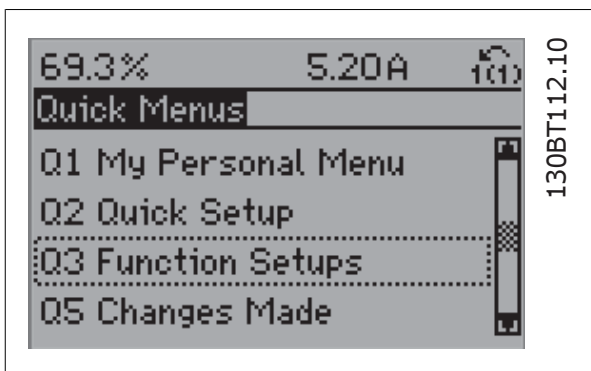 69.3% 5.20A 1(1)
Quick Menus
Q1 My Personal Menu
Q2 Quick Setup
Q3 Function Setups
Q5 Changes Made
130BT112.10